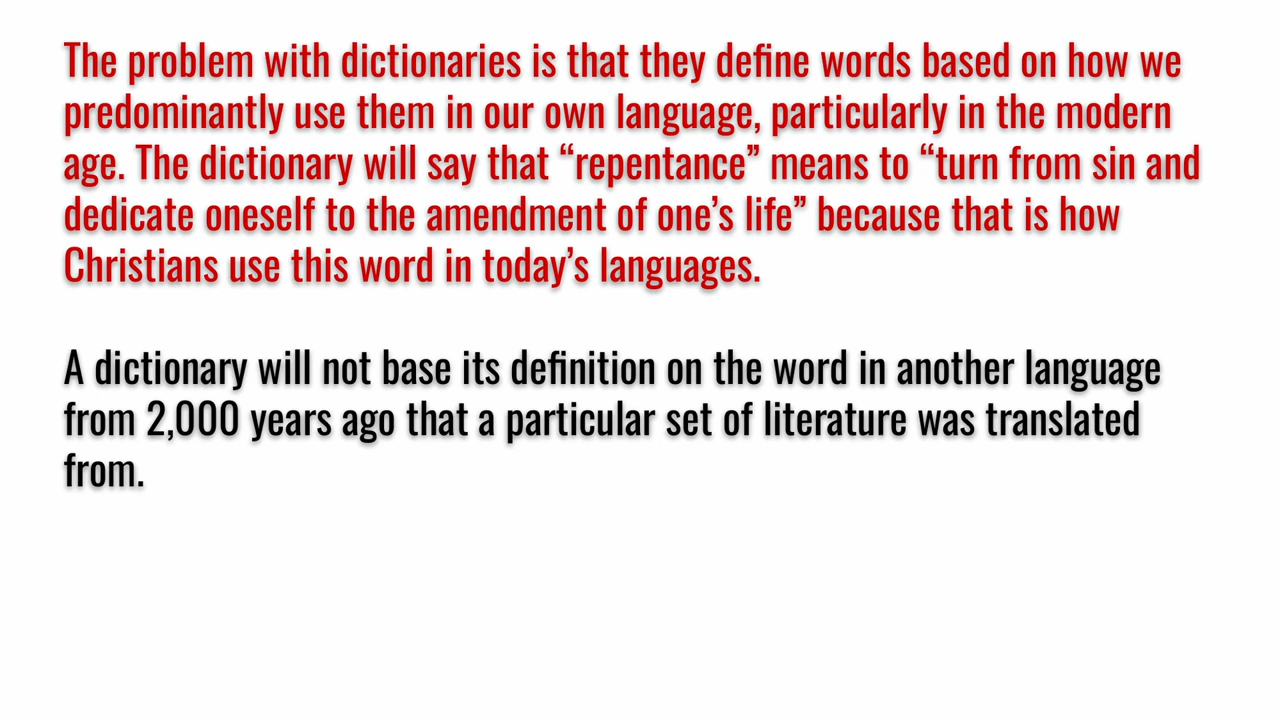 The problem with dictionaries is that they define words based on how we
predominantly use them in our own language, particularly in the modern
age. The dictionary will say that “repentance” means to “turn from sin and
dedicate oneself to the amendment of one’s life” because that is how
Christians use this word in today’s languages.
A dictionary will not base its definition on the word in another language
from 2,000 years ago that a particular set of literature was translated
from.